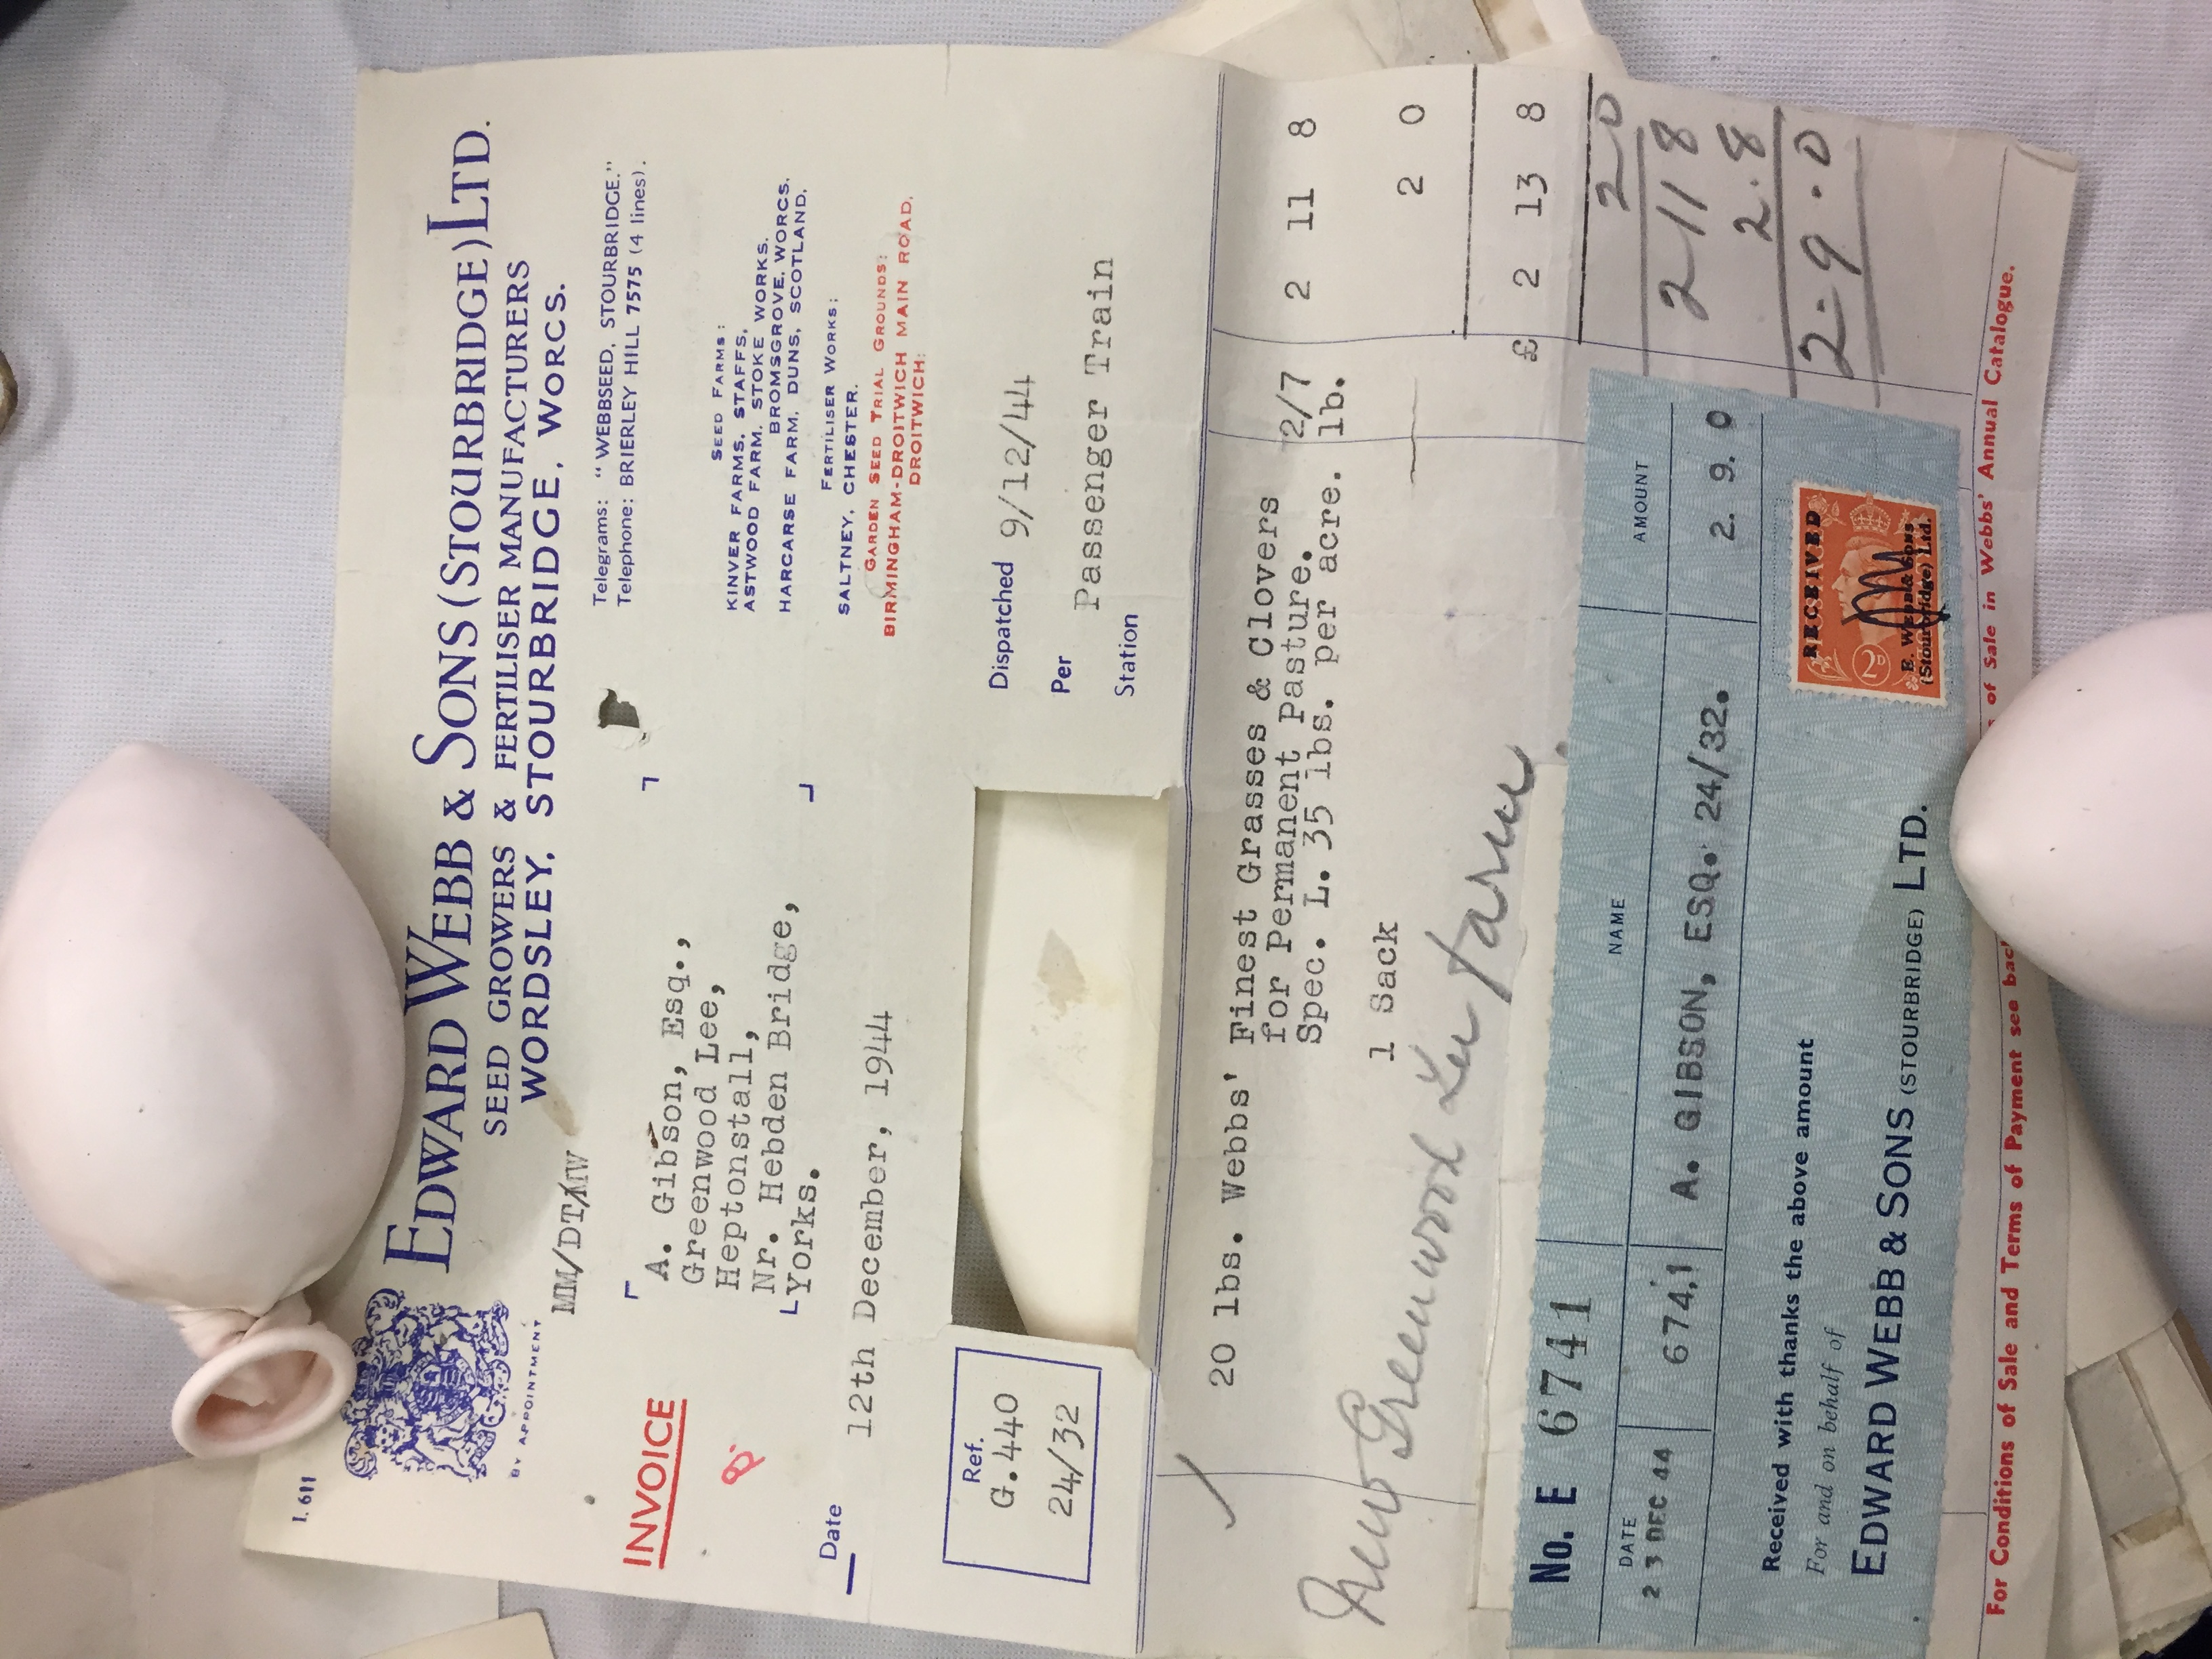 I. 611
BY APPOINTMENT
EDWARD WEBB & SONS (STOURBRIDGE) LTD.
SEED GROWERS & FERTILISER MANUFACTURERS
WORDSLEY, STOURBRIDGE, WORCS.
MM/DT/IW
Telegrams: "WEBBSEED, STOURBRIDGE."
Telephone: BRIERLEY HILL 7575 (4 lines).
INVOICE
A. Gibson, Esq.,
Greenwood Lee,
Heptonstall,
Nr. Hebden Bridge,
Yorks.
SEED FARMS:
KINVER FARMS, STAFFS,
ASTWOOD FARM, STOKE WORKS.
BROMSGROVE, WORCS.
HARCARSE FARM, DUNS, SCOTLAND.
FERTILISER WORKS:
SALTNEY, CHESTER.
GARDEN SEED TRIAL GROUNDS:
BIRMINGHAM-DROITWICH MAIN ROAD,
DROITWICH:
Date 12th December, 1944
Ref.
G.440
24/32
Dispatched 9/12/44
Per Passenger Train
Station
20 lbs. Webbs' Finest Grasses & Clovers
for Permanent Pasture. 2/7 2 11 8
Spec. L. 35 lbs. per acre. lb.
1 Sack 2 0
£ 2 13 8
New Greenwood Lee Farm
2 0
2 11 8
2.8
2-9.0
No. E 6741
DATE NAME AMOUNT
23 DEC 44 674,1 A. GIBSON, ESQ. 24/32. 2. 9. 0
Received with thanks the above amount
For and on behalf of
EDWARD WEBB & SONS (STOURBRIDGE) LTD.
RECEIVED
2D
E. Webb & Sons
(Stourbridge) Ltd.
For Conditions of Sale and Terms of Payment see bac
of Sale in Webbs' Annual Catalogue.